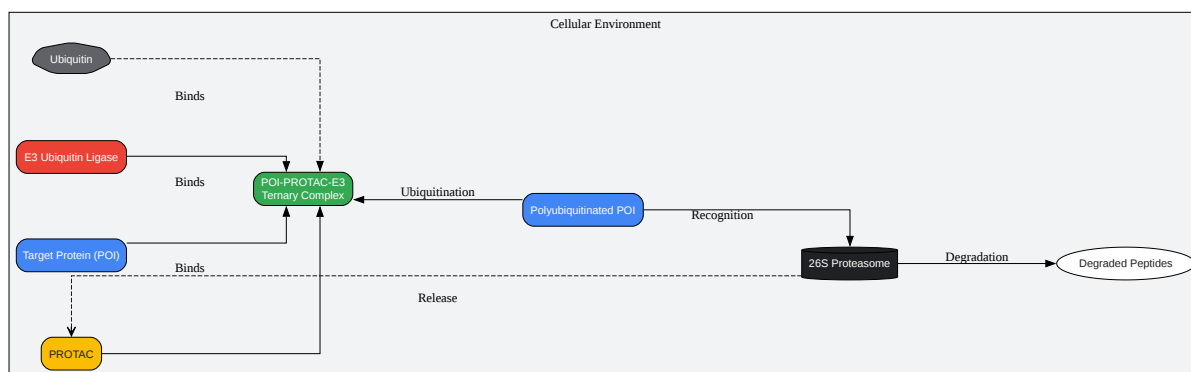 Cellular Environment
Ubiquitin
Binds
E3 Ubiquitin Ligase
Binds
POI-PROTAC-E3
Ternary Complex
Ubiquitination
Polyubiquitinated POI
Recognition
Target Protein (POI)
Binds
26S Proteasome
Degradation
Degraded Peptides
Release
PROTAC